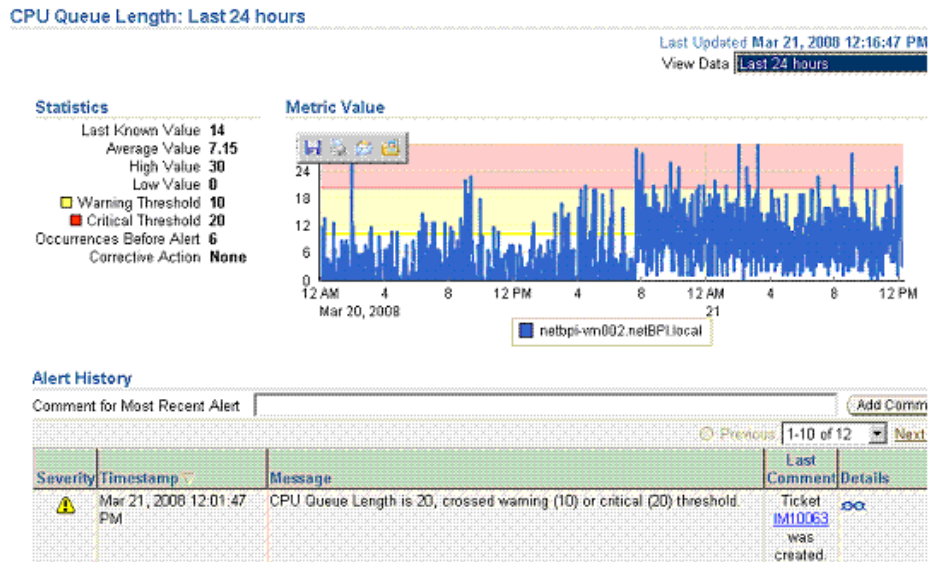 CPU Queue Length: Last 24 hours
Last Updated Mar 21, 2008 12:16:47 PM
View Data Last 24 hours
Statistics
Last Known Value 14
Average Value 7.15
High Value 30
Low Value 0
Warning Threshold 10
Critical Threshold 20
Occurrences Before Alert 6
Corrective Action None
Metric Value
24
18
12
6
0
12 AM 4 8 12 PM 4 8 12 AM 4 8 12 PM
Mar 20, 2008 21
netbpi-vm002.netBPI.local
Alert History
Comment for Most Recent Alert Add Comm
Previous 1-10 of 12 Next
Severity Timestamp Message Last Comment Details
Mar 21, 2008 12:01:47 PM CPU Queue Length is 20, crossed warning (10) or critical (20) threshold. Ticket IM10063 was created.